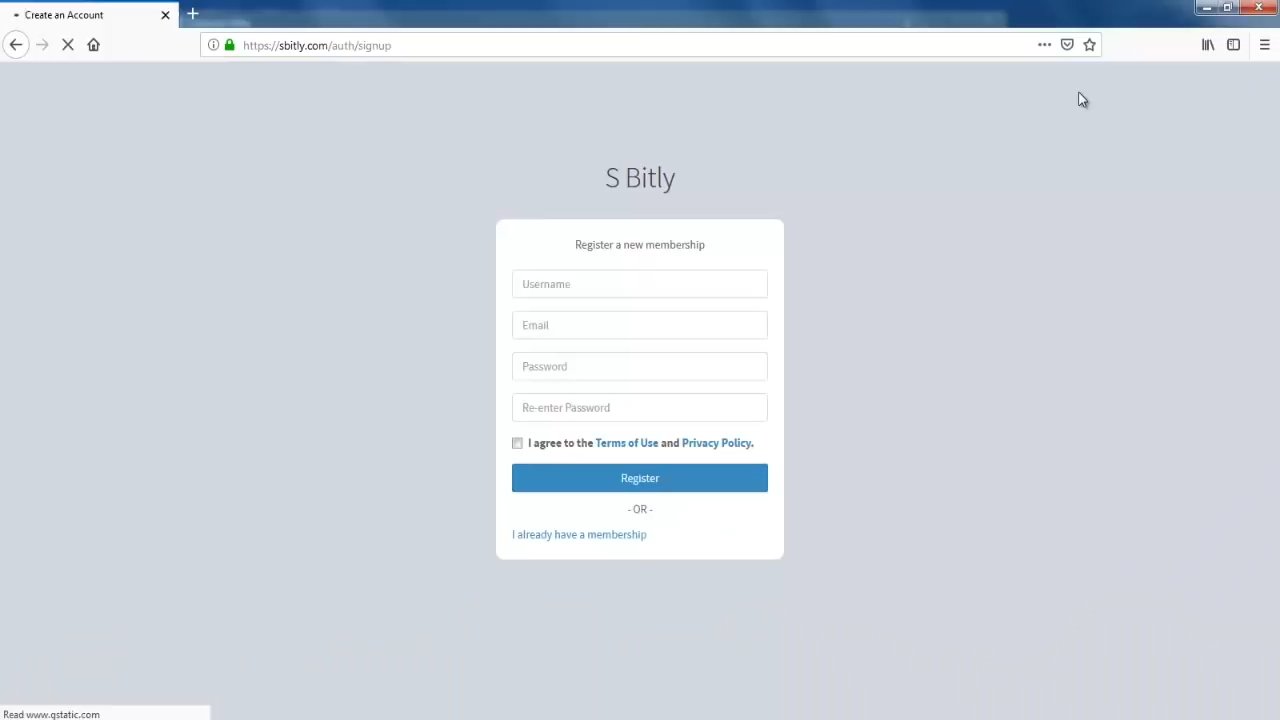 Create an Account
https://sbitly.com/auth/signup
S Bitly
Register a new membership
Username
Email
Password
Re-enter Password
I agree to the Terms of Use and Privacy Policy.
Register
- OR -
I already have a membership
Read www.gstatic.com